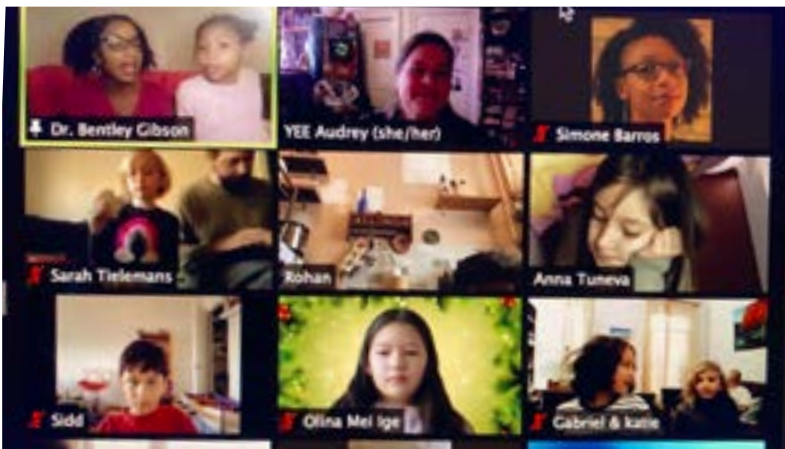 Dr. Bentley Gibson
YEE Audrey (she/her)
Simone Barros
Sarah Tielemans
Rohan
Anna Tuneva
Sidd
Olina Mei Ige
Gabriel & katie